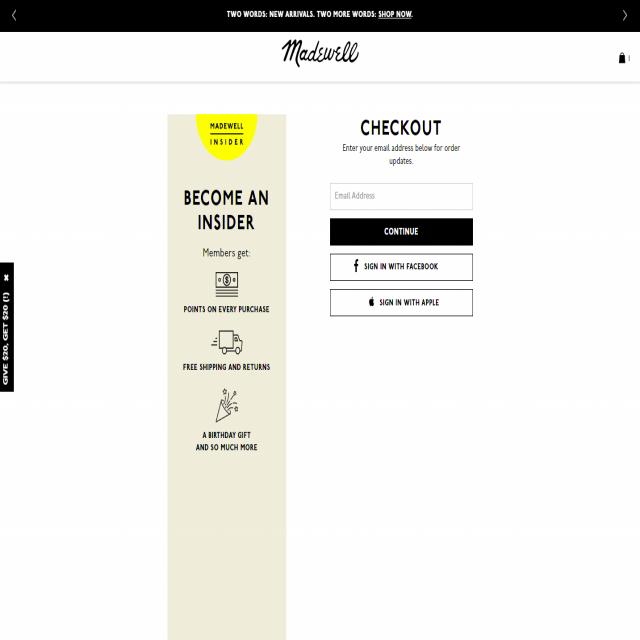 TWO WORDS: NEW ARRIVALS. TWO MORE WORDS: SHOP NOW.
Madewell
MADEWELL
INSIDER
BECOME AN
INSIDER
Members get:
POINTS ON EVERY PURCHASE
FREE SHIPPING AND RETURNS
A BIRTHDAY GIFT
AND SO MUCH MORE
CHECKOUT
Enter your email address below for order
updates.
Email Address
CONTINUE
SIGN IN WITH FACEBOOK
SIGN IN WITH APPLE
GIVE $20, GET $20 (!)